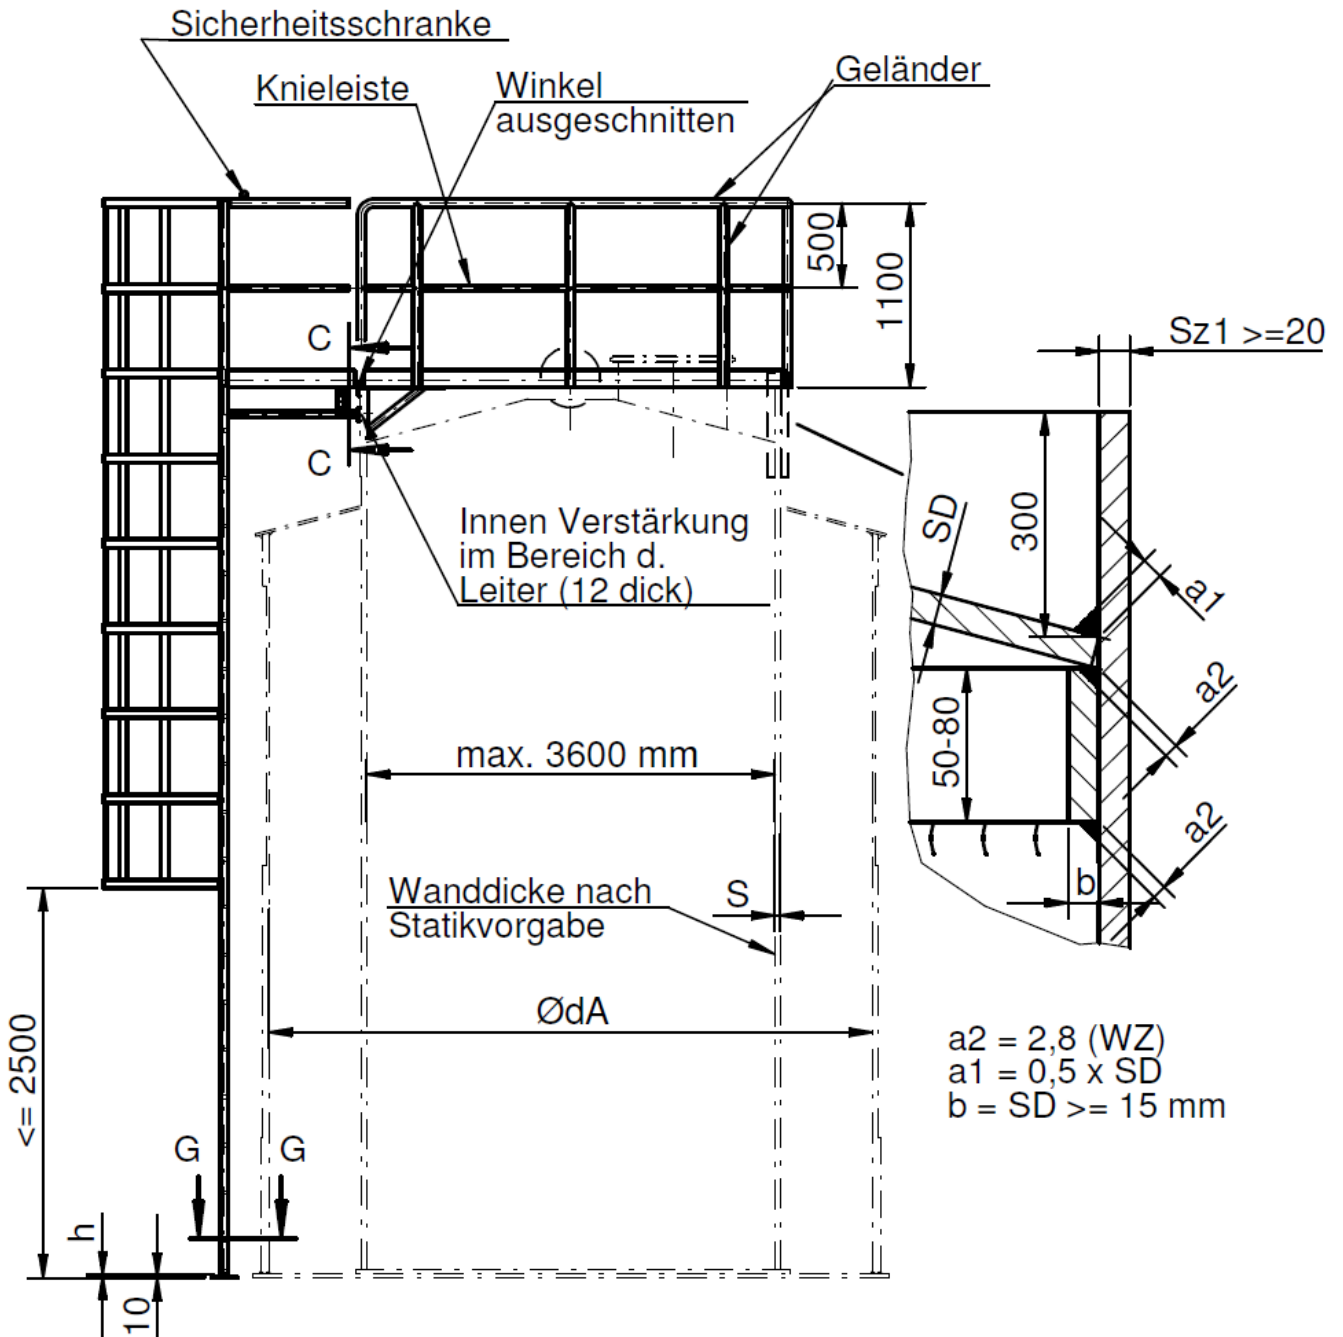 Sicherheitsschranke
Knieleiste
Winkel
ausgeschnitten
Geländer
500
1100
Sz1 >=20
C
C
SD
300
a1
Innen Verstärkung
im Bereich d.
Leiter (12 dick)
a2
50-80
max. 3600 mm
a2
b
Wanddicke nach
Statikvorgabe
S
ØdA
<= 2500
a2 = 2,8 (WZ)
a1 = 0,5 x SD
b = SD >= 15 mm
G
G
h
10